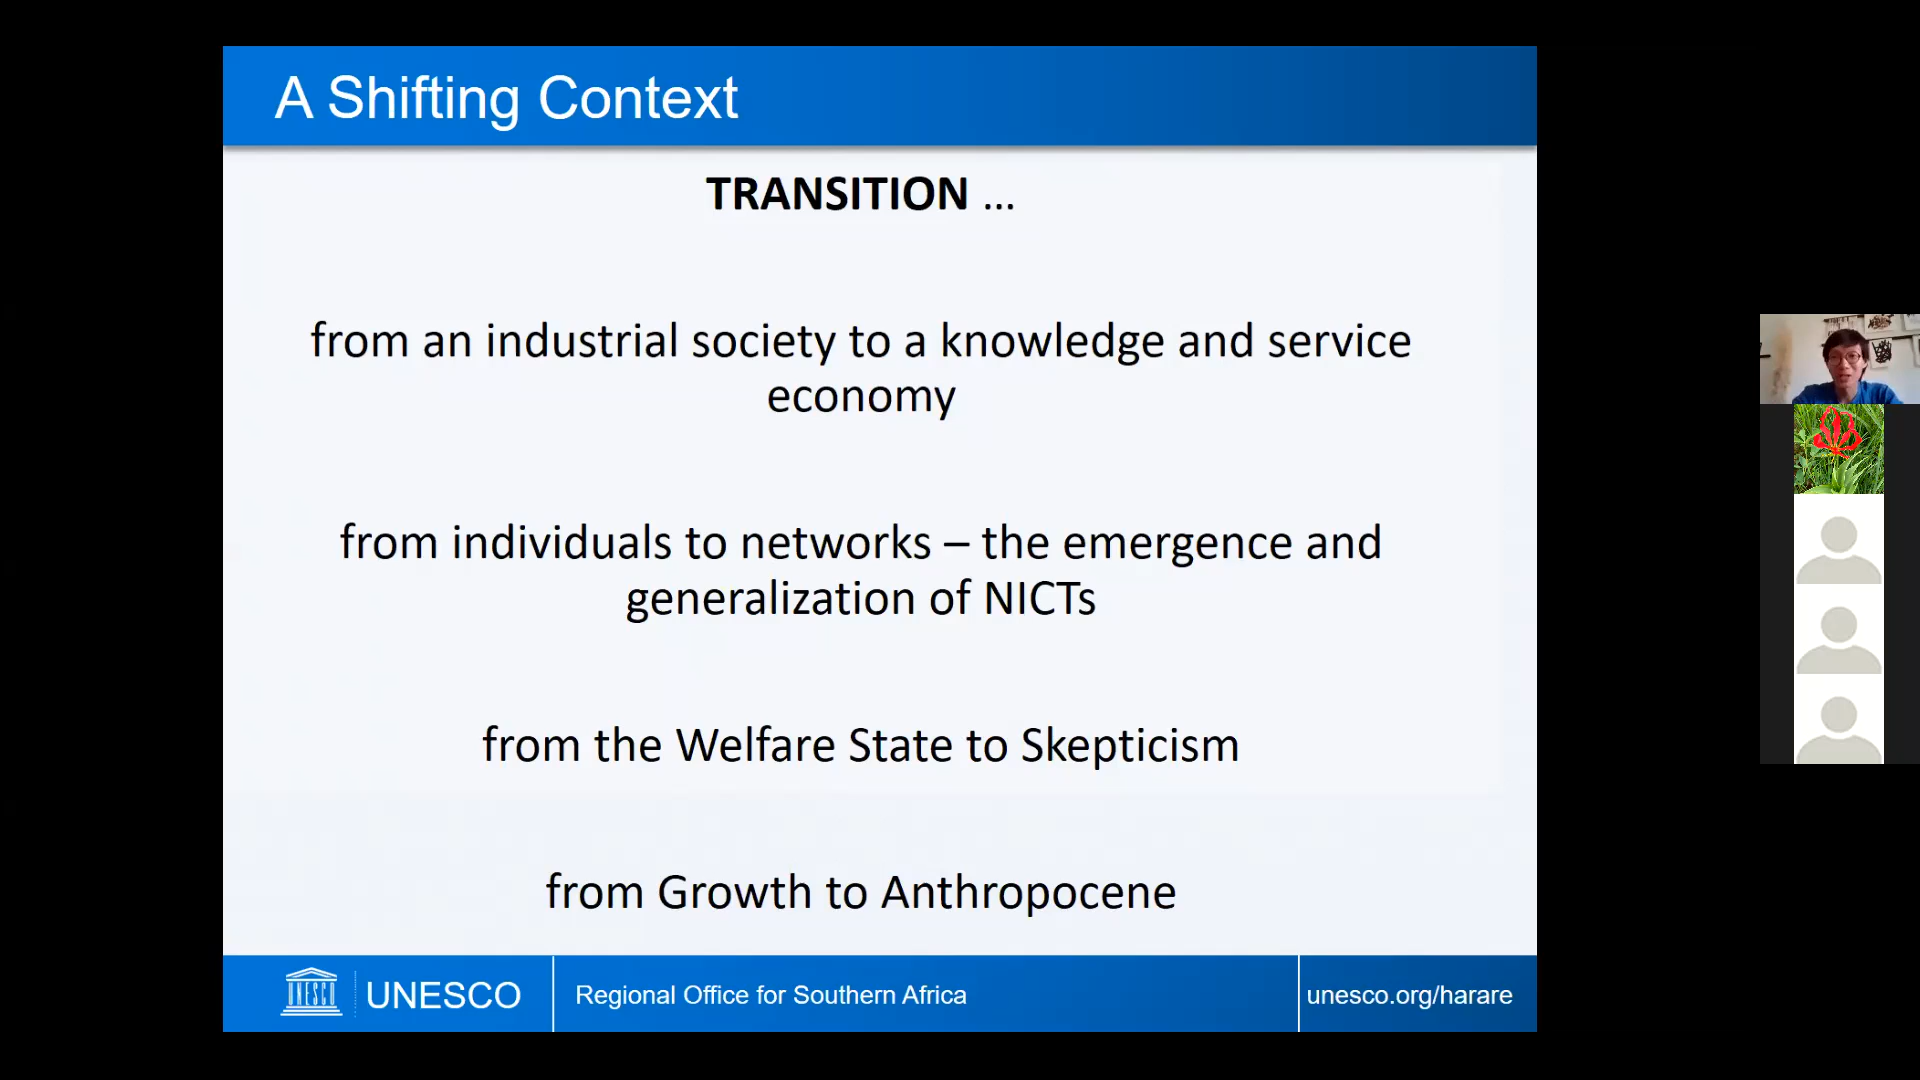 A Shifting Context
TRANSITION ...
from an industrial society to a knowledge and service
economy
from individuals to networks – the emergence and
generalization of NICTs
from the Welfare State to Skepticism
from Growth to Anthropocene
UNESCO
UNESCO
Regional Office for Southern Africa
unesco.org/harare